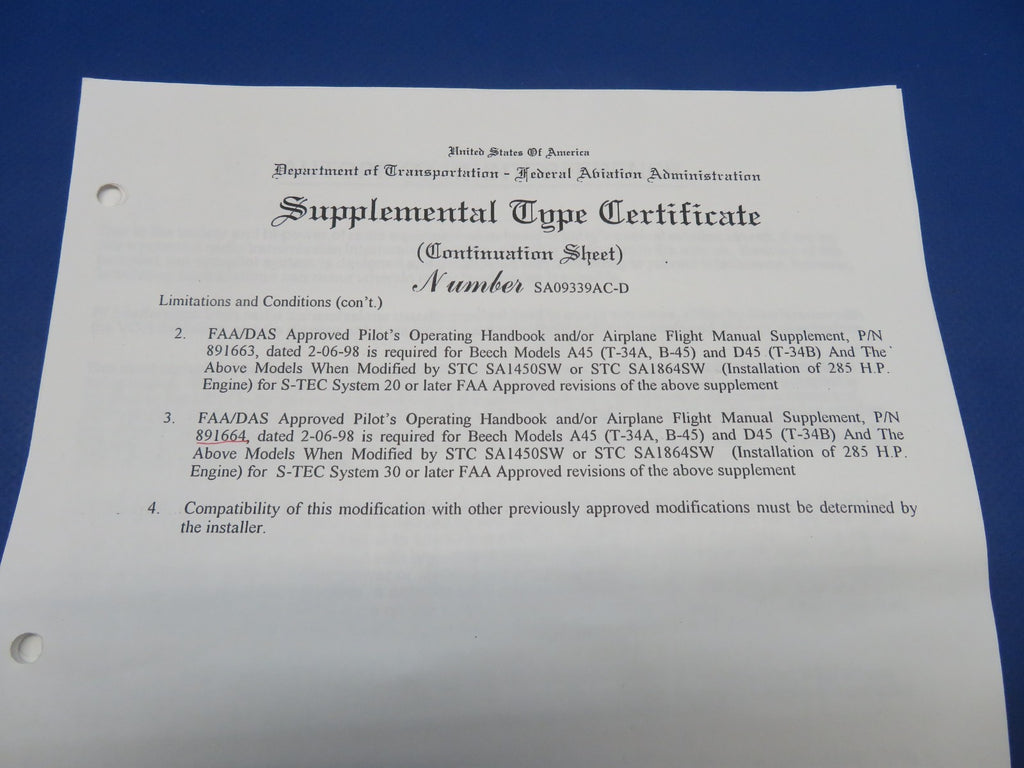 United States Of America
Department of Transportation - Federal Aviation Administration
Supplemental Type Certificate
(Continuation Sheet)
Number SA09339AC-D
Limitations and Conditions (con't.)
2. FAA/DAS Approved Pilot's Operating Handbook and/or Airplane Flight Manual Supplement, P/N
891663, dated 2-06-98 is required for Beech Models A45 (T-34A, B-45) and D45 (T-34B) And The
Above Models When Modified by STC SA1450SW or STC SA1864SW (Installation of 285 H.P.
Engine) for S-TEC System 20 or later FAA Approved revisions of the above supplement
3. FAA/DAS Approved Pilot's Operating Handbook and/or Airplane Flight Manual Supplement, P/N
891664, dated 2-06-98 is required for Beech Models A45 (T-34A, B-45) and D45 (T-34B) And The
Above Models When Modified by STC SA1450SW or STC SA1864SW (Installation of 285 H.P.
Engine) for S-TEC System 30 or later FAA Approved revisions of the above supplement
4. Compatibility of this modification with other previously approved modifications must be determined by
the installer.